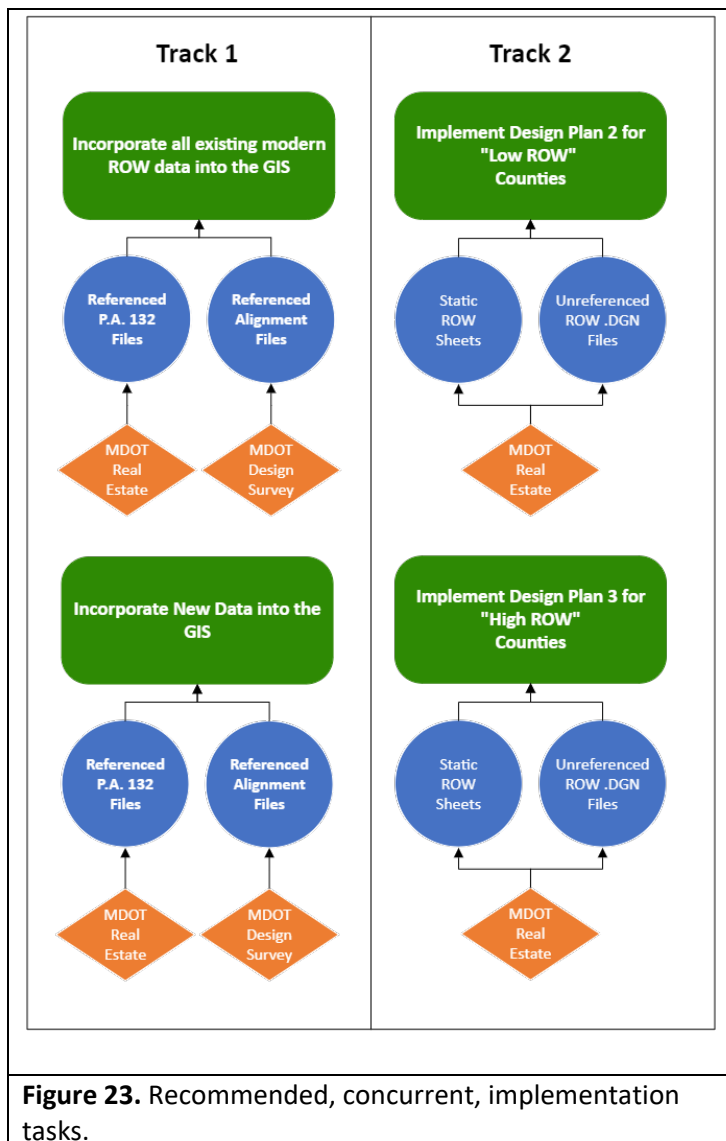 Track 1
Incorporate all existing modern
ROW data into the GIS
Referenced
P.A. 132
Files
Referenced
Alignment
Files
MDOT
Real
Estate
MDOT
Design
Survey
Incorporate New Data into the
GIS
Referenced
P.A. 132
Files
Referenced
Alignment
Files
MDOT
Real
Estate
MDOT
Design
Survey
Track 2
Implement Design Plan 2 for
"Low ROW"
Counties
Static
ROW
Sheets
Unreferenced
ROW .DGN
Files
MDOT
Real
Estate
Implement Design Plan 3 for
"High ROW"
Counties
Static
ROW
Sheets
Unreferenced
ROW .DGN
Files
MDOT
Real
Estate
Figure 23. Recommended, concurrent, implementation
tasks.